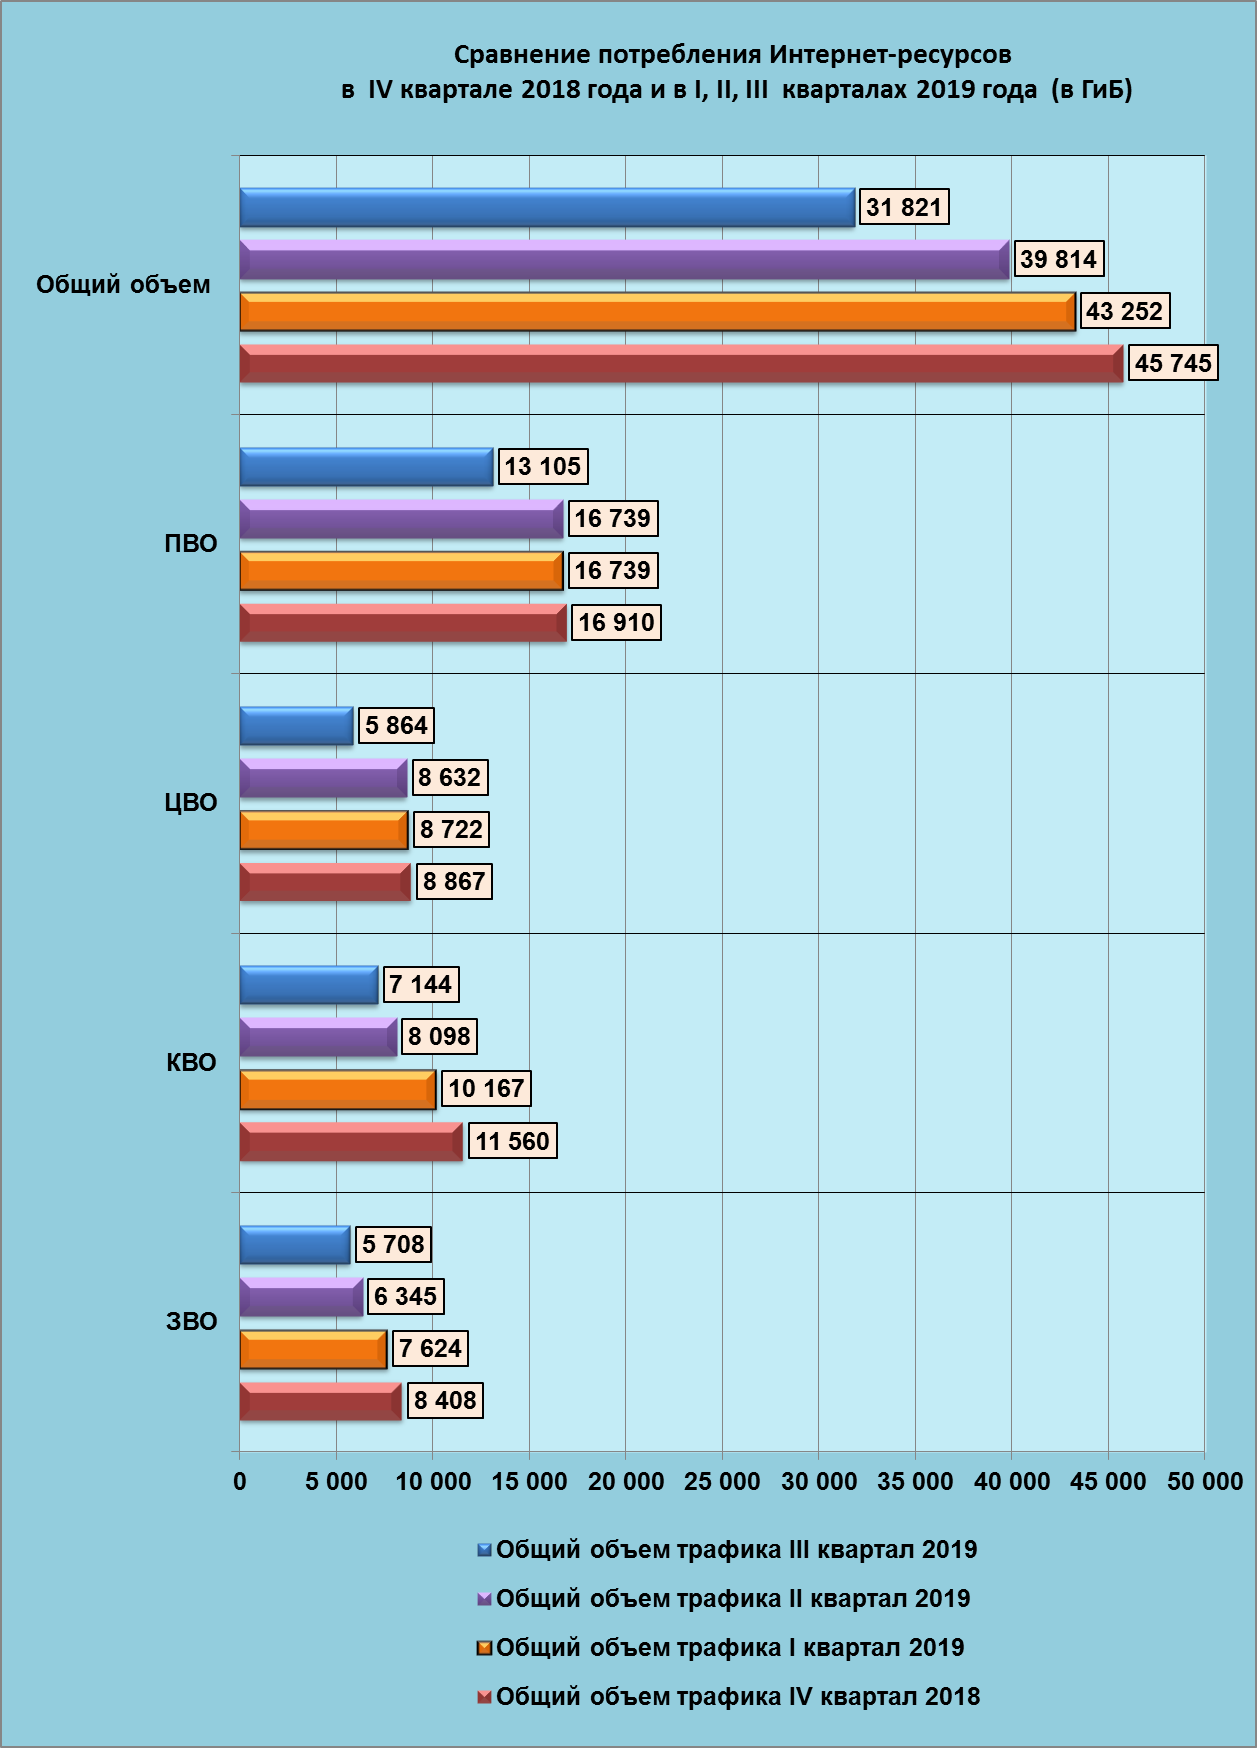 Сравнение потребления Интернет-ресурсов
в IV квартале 2018 года и в I, II, III кварталах 2019 года (в ГиБ)
Общий объем
31 821
39 814
43 252
45 745
ПВО
13 105
16 739
16 739
16 910
ЦВО
5 864
8 632
8 722
8 867
КВО
7 144
8 098
10 167
11 560
ЗВО
5 708
6 345
7 624
8 408
0 5 000 10 000 15 000 20 000 25 000 30 000 35 000 40 000 45 000 50 000
Общий объем трафика III квартал 2019
Общий объем трафика II квартал 2019
Общий объем трафика I квартал 2019
Общий объем трафика IV квартал 2018